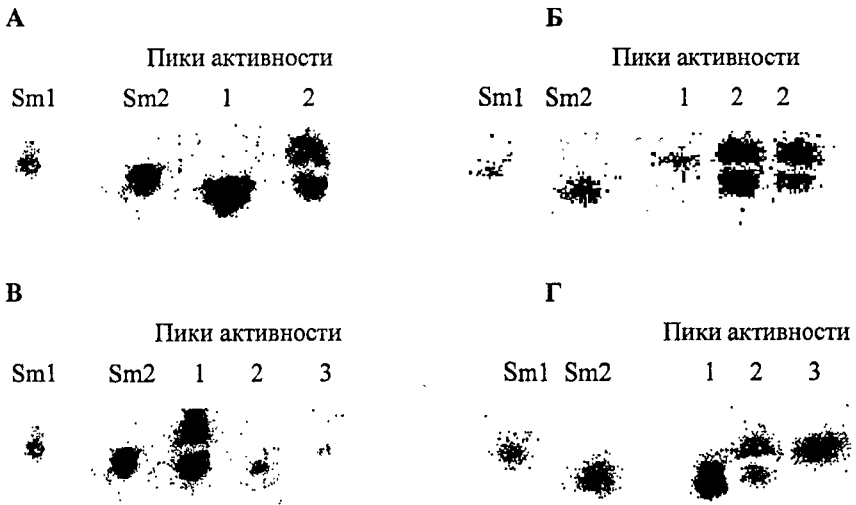 А
Пики активности
Sm1 Sm2 1 2
Б
Пики активности
Sm1 Sm2 1 2 2
В
Пики активности
Sm1 Sm2 1 2 3
Г
Пики активности
Sm1 Sm2 1 2 3